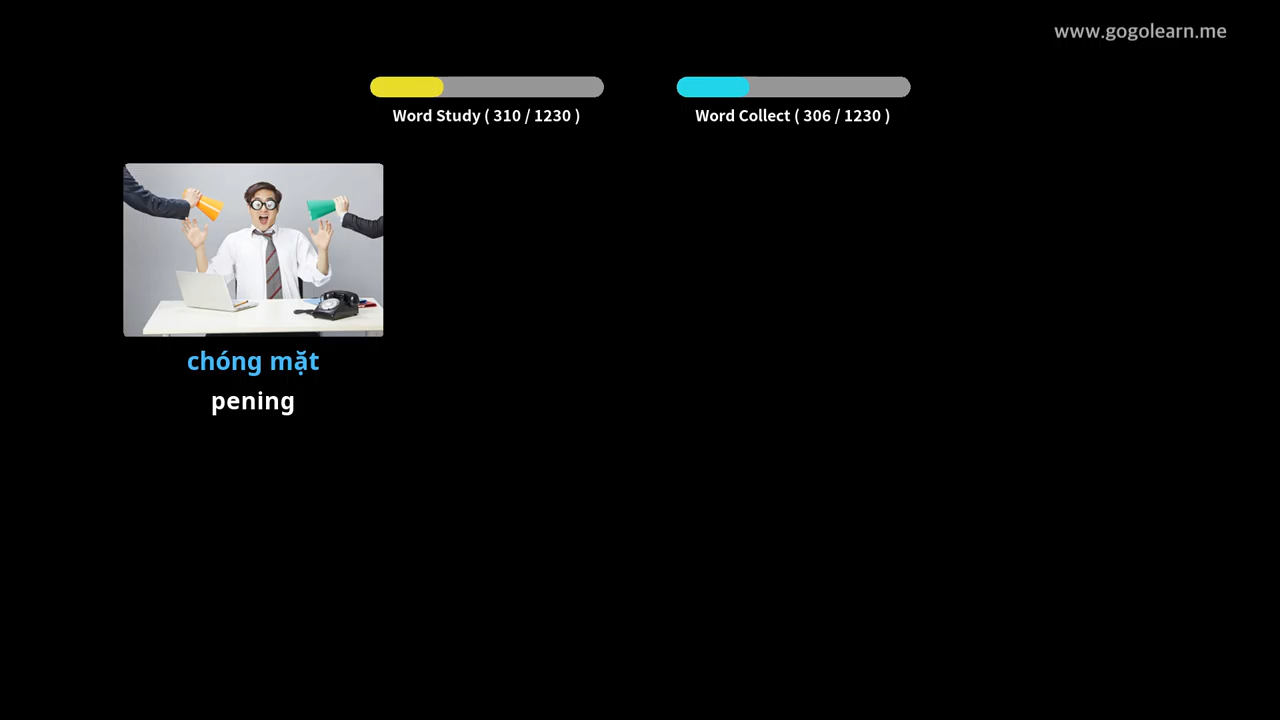 www.gogolearn.me
Word Study ( 310 / 1230 )
Word Collect ( 306 / 1230 )
chóng mặt
pening